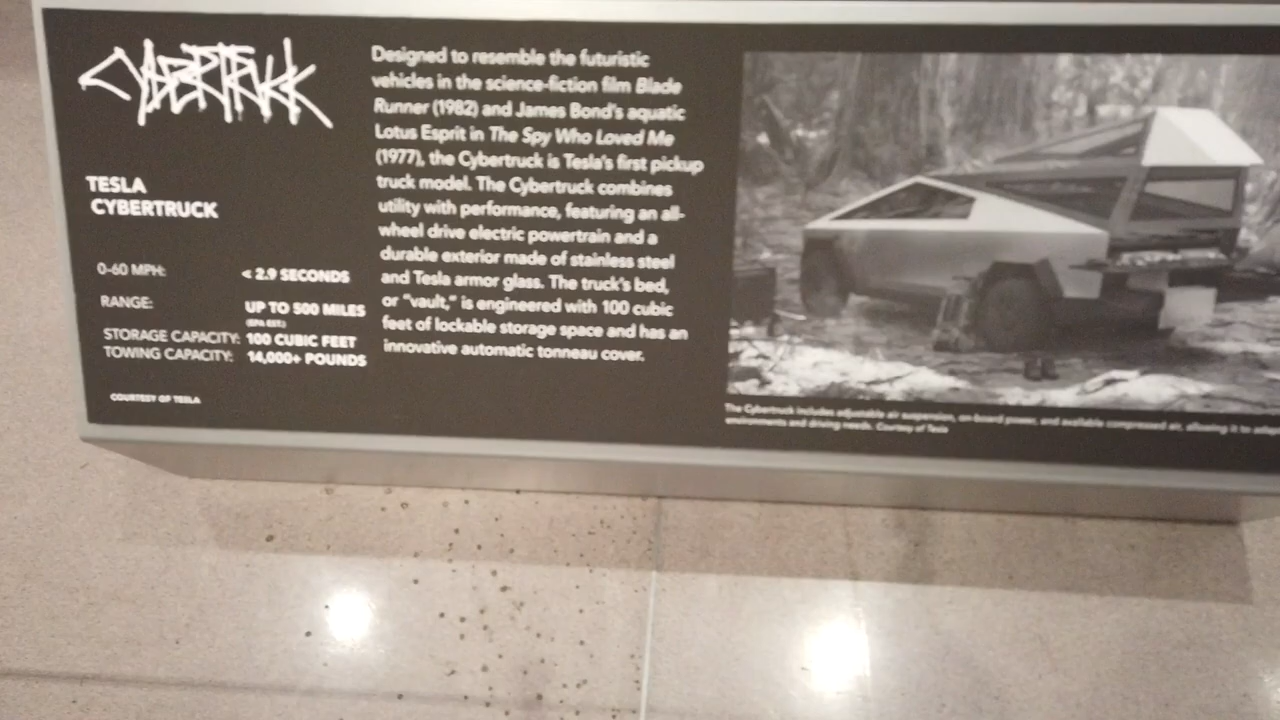 CYBERTRUCK
TESLA
CYBERTRUCK
0-60 MPH: < 2.9 SECONDS
RANGE: UP TO 500 MILES
(EPA EST.)
STORAGE CAPACITY: 100 CUBIC FEET
TOWING CAPACITY: 14,000+ POUNDS
COURTESY OF TESLA
Designed to resemble the futuristic
vehicles in the science-fiction film Blade
Runner (1982) and James Bond's aquatic
Lotus Esprit in The Spy Who Loved Me
(1977), the Cybertruck is Tesla's first pickup
truck model. The Cybertruck combines
utility with performance, featuring an all-
wheel drive electric powertrain and a
durable exterior made of stainless steel
and Tesla armor glass. The truck's bed,
or "vault," is engineered with 100 cubic
feet of lockable storage space and has an
innovative automatic tonneau cover.
The Cybertruck includes adjustable air suspension, on-board power, and available compressed air, allowing it to
environments and driving needs. Courtesy of Tesla